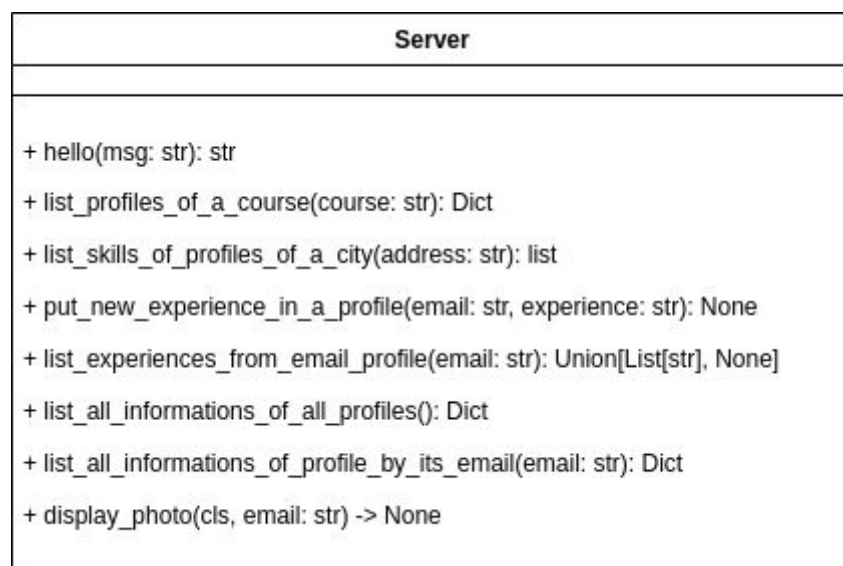 Server
+ hello(msg: str): str
+ list_profiles_of_a_course(course: str): Dict
+ list_skills_of_profiles_of_a_city(address: str): list
+ put_new_experience_in_a_profile(email: str, experience: str): None
+ list_experiences_from_email_profile(email: str): Union[List[str], None]
+ list_all_informations_of_all_profiles(): Dict
+ list_all_informations_of_profile_by_its_email(email: str): Dict
+ display_photo(cls, email: str) -> None